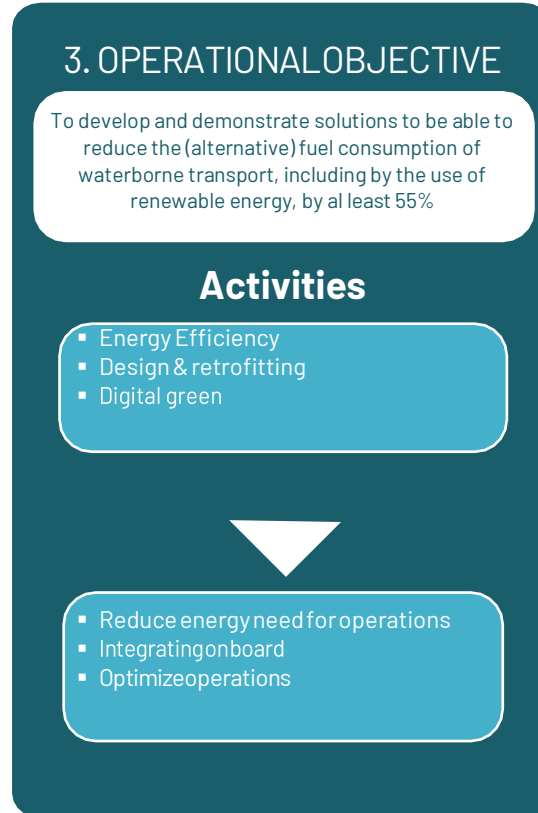 3. OPERATIONALOBJECTIVE
To develop and demonstrate solutions to be able to
reduce the (alternative) fuel consumption of
waterborne transport, including by the use of
renewable energy, by al least 55%
Activities
▪ Energy Efficiency
▪ Design & retrofitting
▪ Digital green
▪ Reduce energy need for operations
▪ Integratingonboard
▪ Optimizeoperations